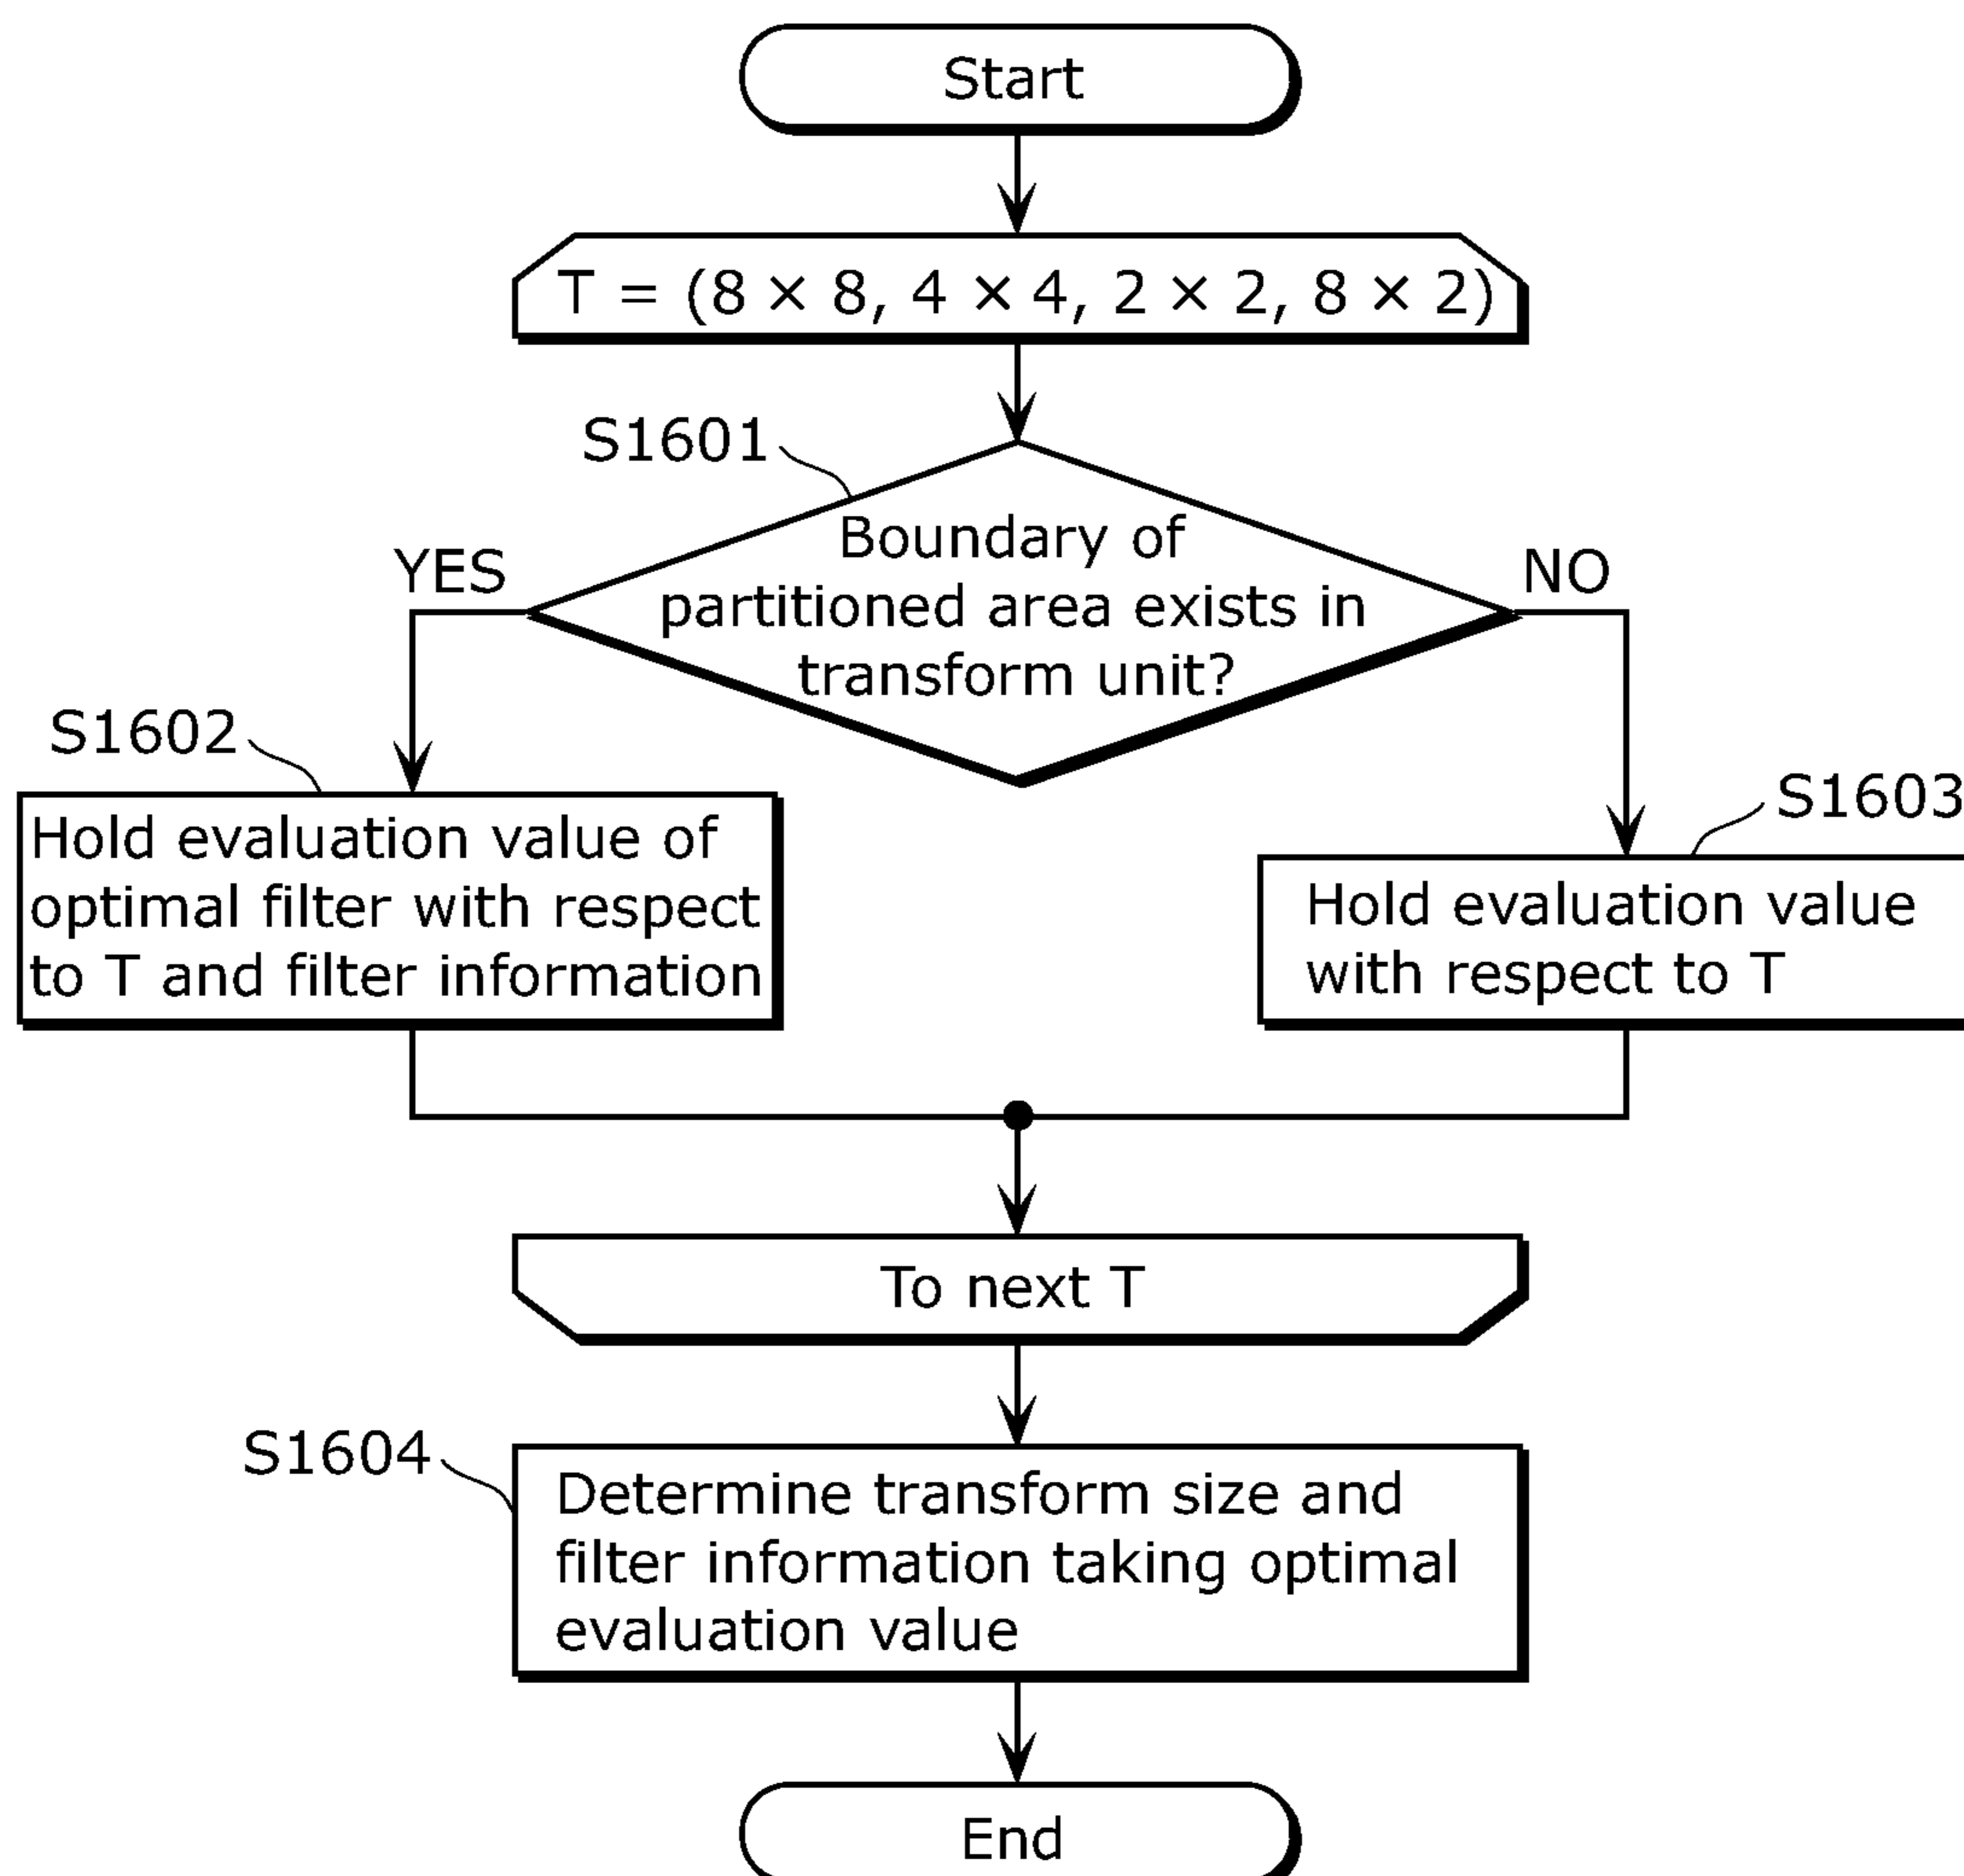 Start
T = (8 × 8, 4 × 4, 2 × 2, 8 × 2)
S1601
Boundary of
partitioned area exists in
transform unit?
YES
NO
S1602
Hold evaluation value of
optimal filter with respect
to T and filter information
S1603
Hold evaluation value
with respect to T
To next T
S1604
Determine transform size and
filter information taking optimal
evaluation value
End